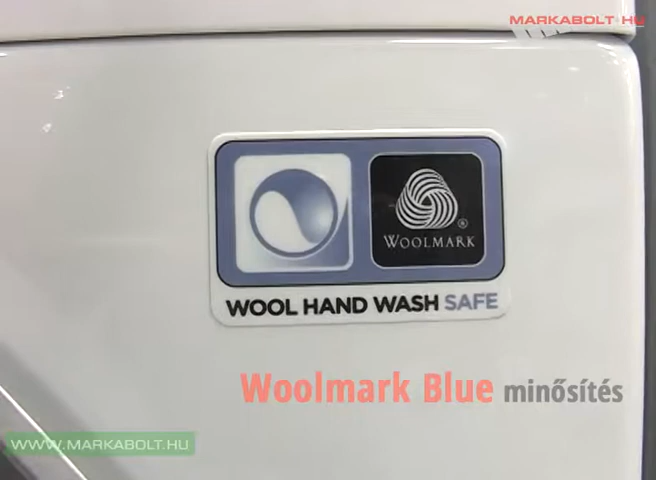 MARKABOLT.HU
WOOLMARK
WOOL HAND WASH SAFE
Woolmark Blue minősítés
WWW.MARKABOLT.HU